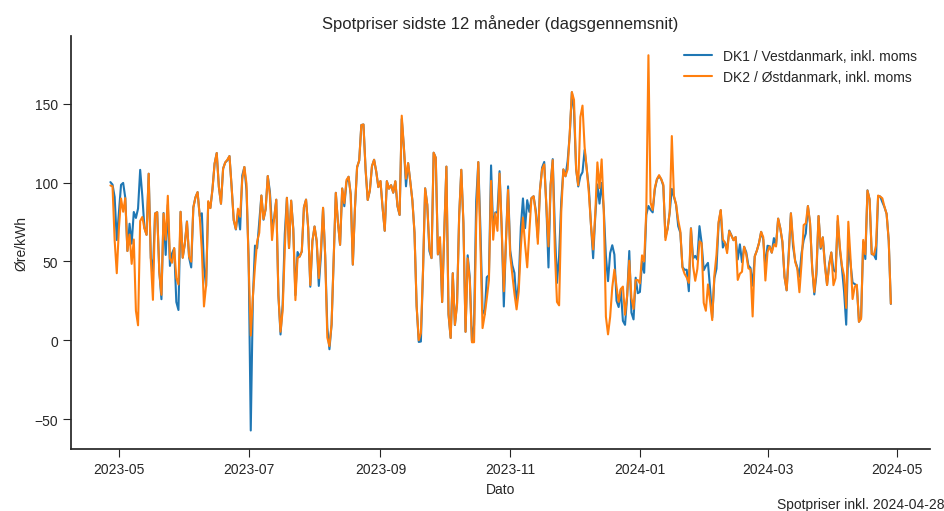 Spotpriser sidste 12 måneder (dagsgennemsnit)
DK1 / Vestdanmark, inkl. moms
DK2 / Østdanmark, inkl. moms
Øre/kWh
150
100
50
0
−50
2023-05
2023-07
2023-09
2023-11
2024-01
2024-03
2024-05
Dato
Spotpriser inkl. 2024-04-28